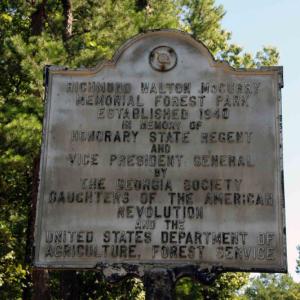 RICHMOND WALTON McCURRY
MEMORIAL FOREST PARK
ESTABLISHED 1940
IN MEMORY OF
HONORARY STATE REGENT
AND
VICE PRESIDENT GENERAL
BY
THE GEORGIA SOCIETY
DAUGHTERS OF THE AMERICAN
REVOLUTION
AND THE
UNITED STATES DEPARTMENT OF
AGRICULTURE, FOREST SERVICE